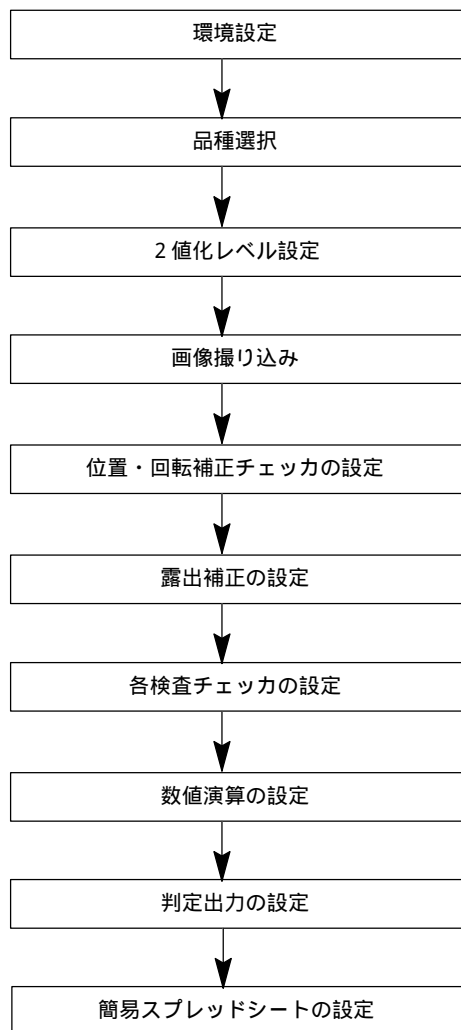 環境設定
品種選択
２値化レベル設定
画像撮り込み
位置・回転補正チェッカの設定
露出補正の設定
各検査チェッカの設定
数値演算の設定
判定出力の設定
簡易スプレッドシートの設定